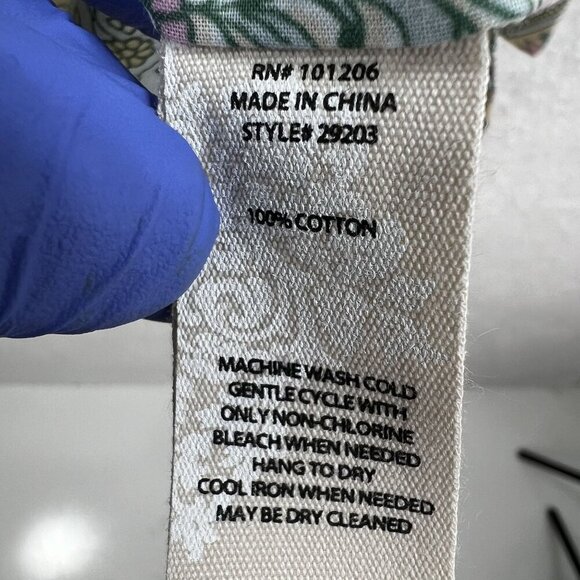 RN# 101206
MADE IN CHINA
STYLE# 29203
100% COTTON
MACHINE WASH COLD
GENTLE CYCLE WITH
ONLY NON-CHLORINE
BLEACH WHEN NEEDED
HANG TO DRY
COOL IRON WHEN NEEDED
MAY BE DRY CLEANED